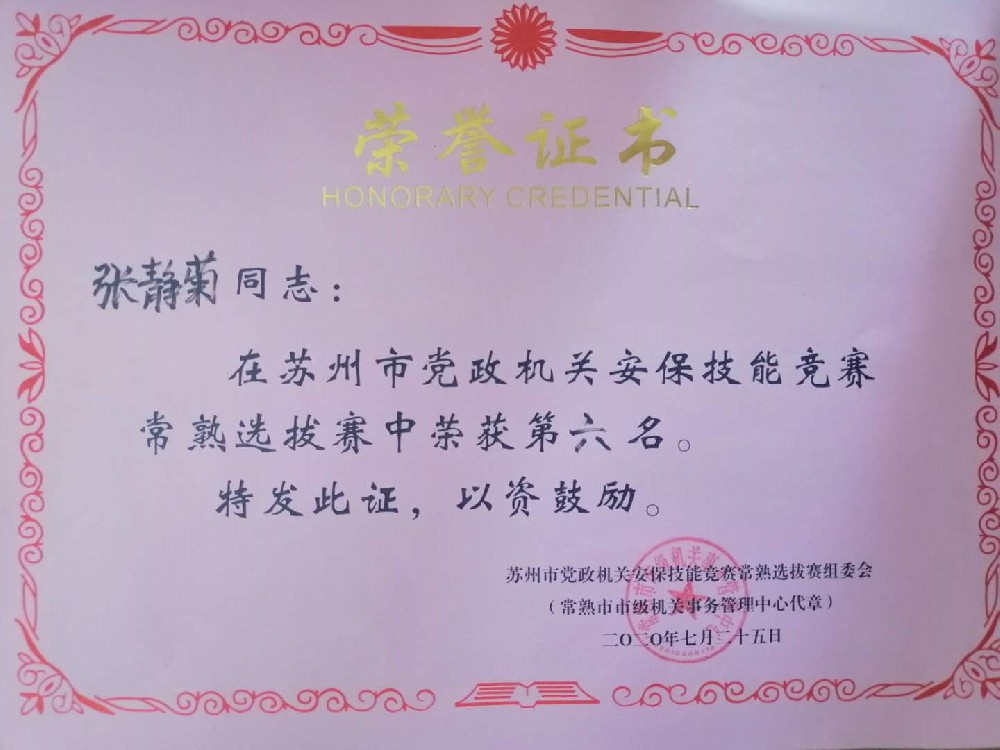 荣誉证书
HONORARY CREDENTIAL
张静菊同志：
在苏州市党政机关安保技能竞赛
常熟选拔赛中荣获第六名。
特发此证，以资鼓励。
苏州市党政机关安保技能竞赛常熟选拔赛组委会
（常熟市市级机关事务管理中心代章）
二〇二〇年七月二十五日